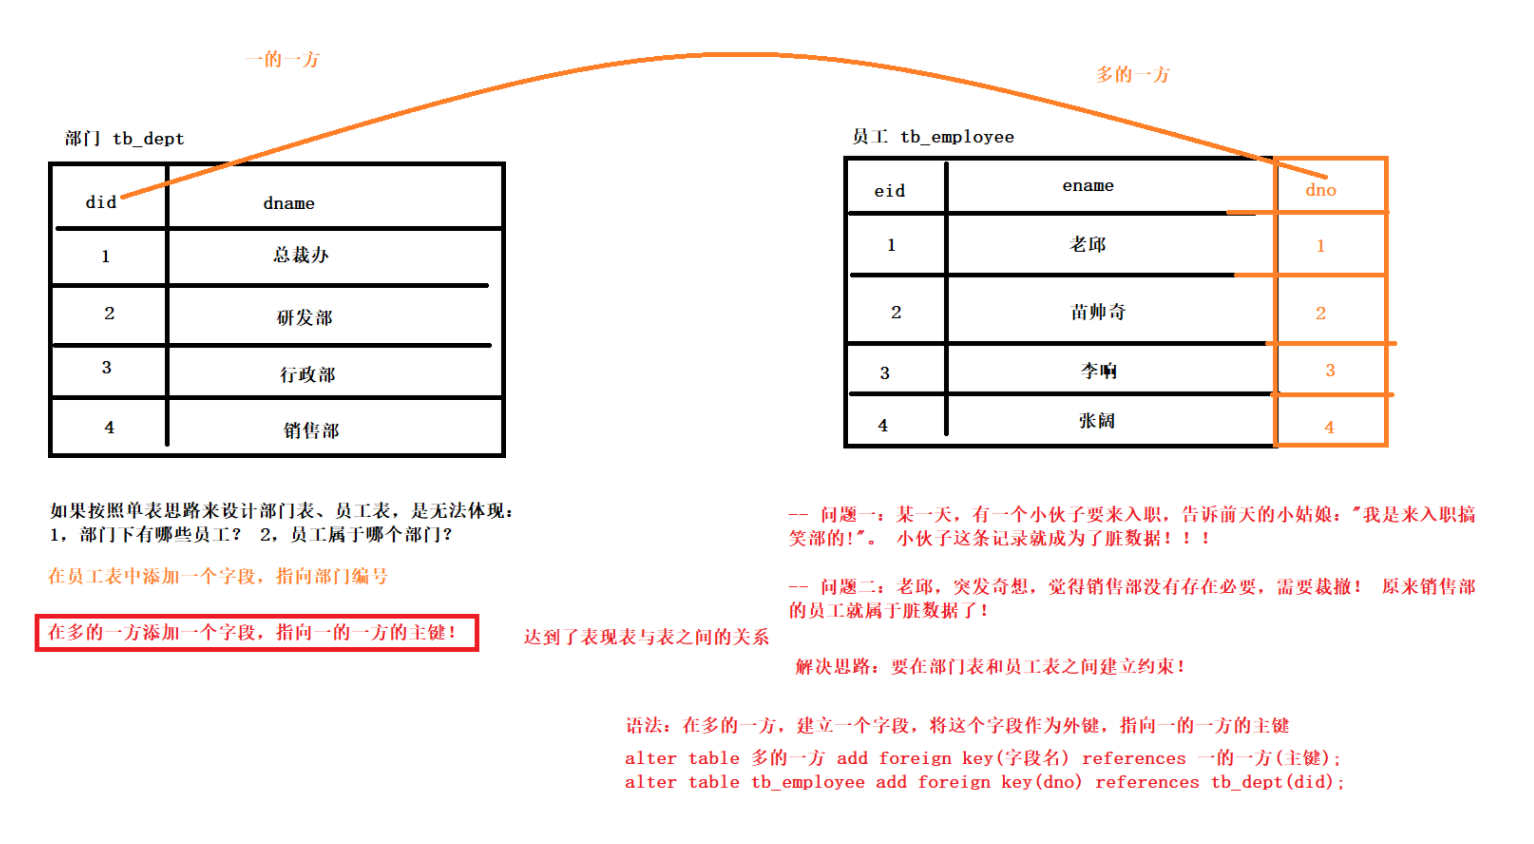 一的一方
多的一方
部门 tb_dept
did dname
1 总裁办
2 研发部
3 行政部
4 销售部
员工 tb_employee
eid ename dno
1 老邱 1
2 苗帅奇 2
3 李响 3
4 张阔 4
如果按照单表思路来设计部门表、员工表，是无法体现：
1，部门下有哪些员工？ 2，员工属于哪个部门？
在员工表中添加一个字段，指向部门编号
在多的一方添加一个字段，指向一的一方的主键！
达到了表现表与表之间的关系
-- 问题一：某一天，有一个小伙子要来入职，告诉前天的小姑娘："我是来入职搞
笑部的！"。 小伙子这条记录就成为了脏数据！！！
-- 问题二：老邱，突发奇想，觉得销售部没有存在必要，需要裁撤！ 原来销售部
的员工就属于脏数据了！
解决思路：要在部门表和员工表之间建立约束！
语法：在多的一方，建立一个字段，将这个字段作为外键，指向一的一方的主键
alter table 多的一方 add foreign key(字段名) references 一的一方(主键);
alter table tb_employee add foreign key(dno) references tb_dept(did);